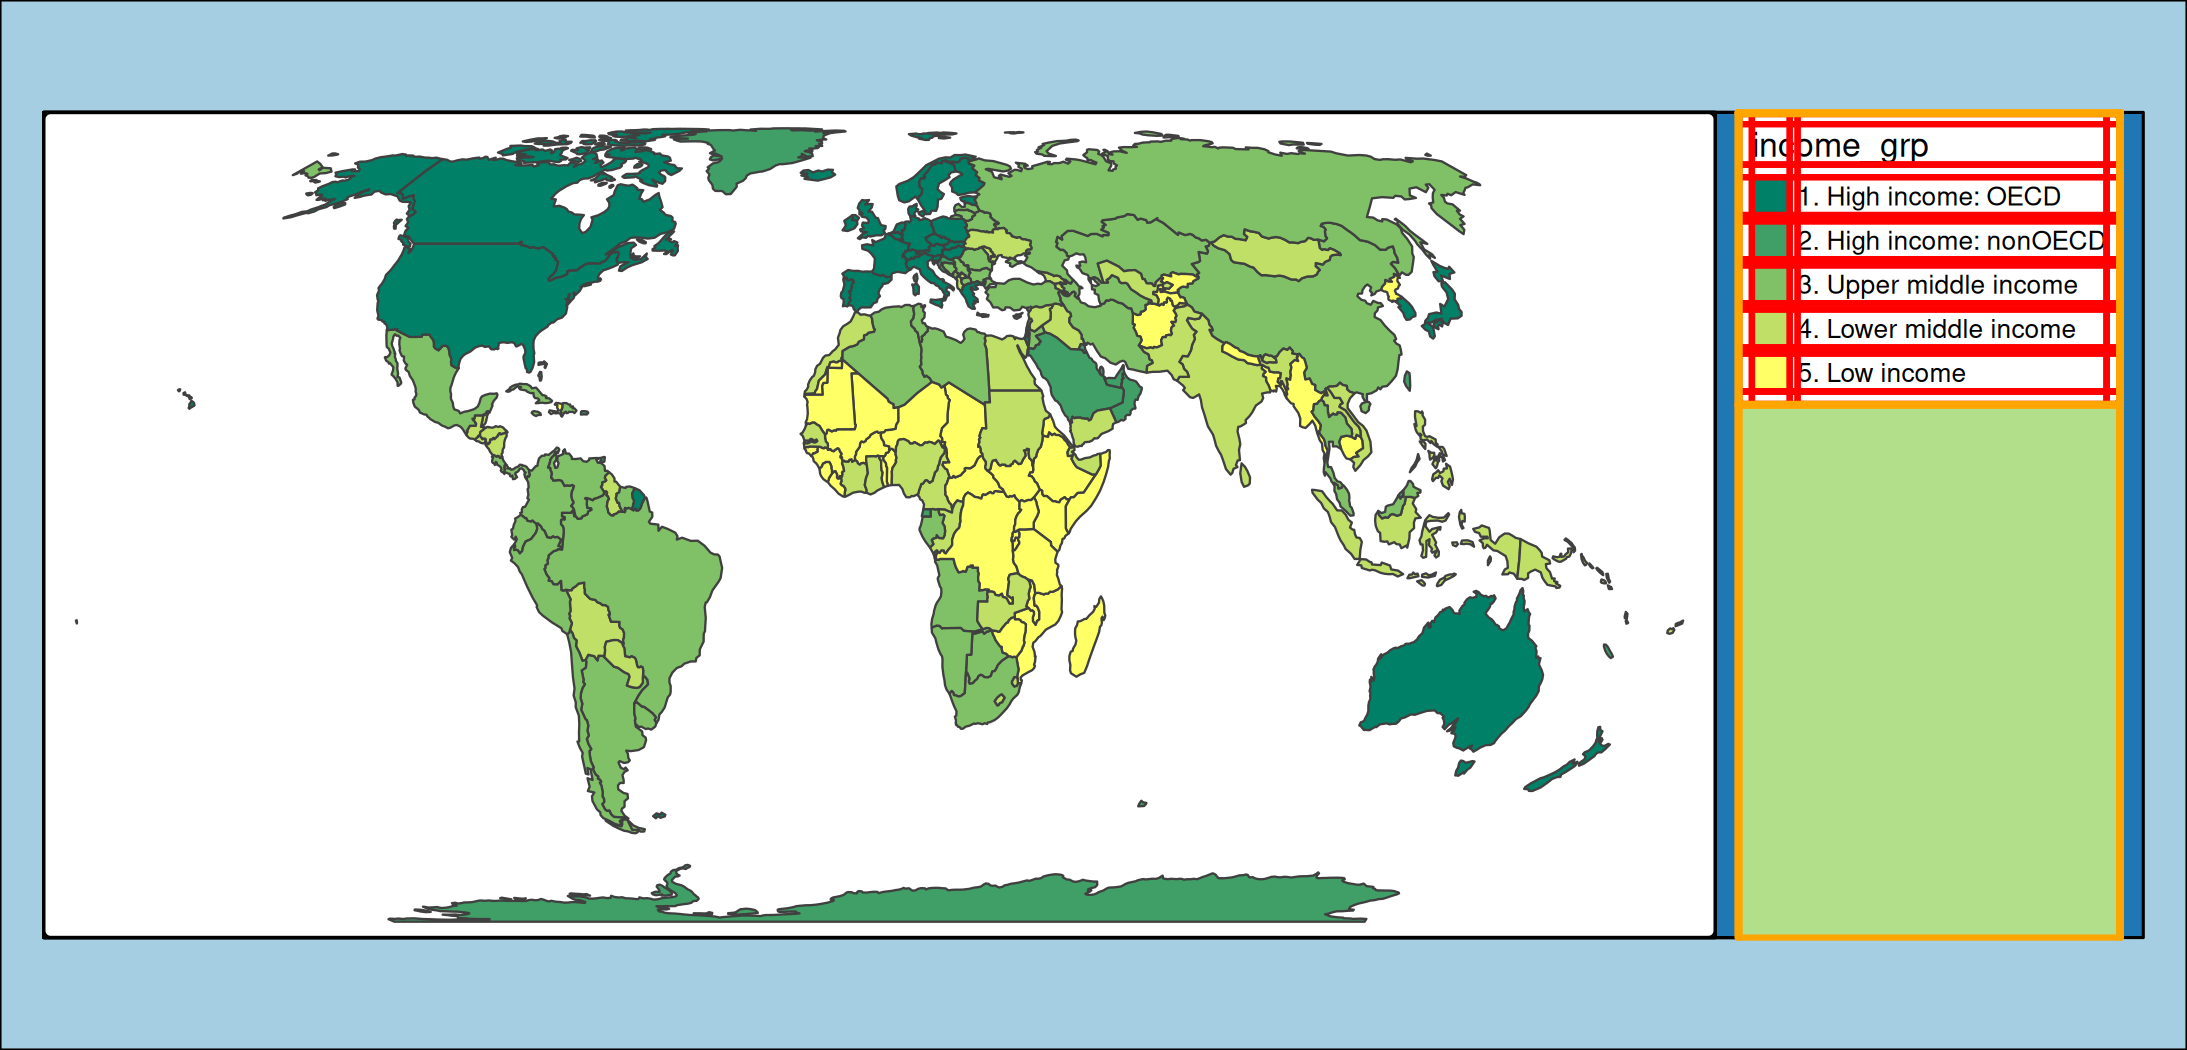 income_grp
1. High income: OECD
2. High income: nonOECD
3. Upper middle income
4. Lower middle income
5. Low income